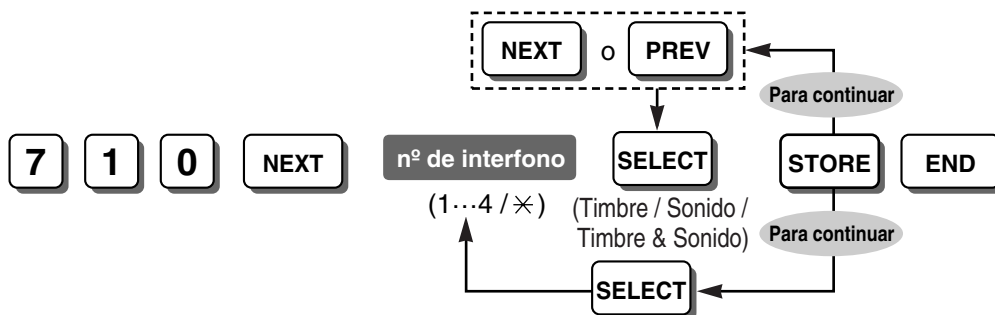 NEXT o PREV
Para continuar
7 1 0 NEXT nº de interfono SELECT STORE END
(1···4 / ✳) (Timbre / Sonido /
Timbre & Sonido)
Para continuar
SELECT